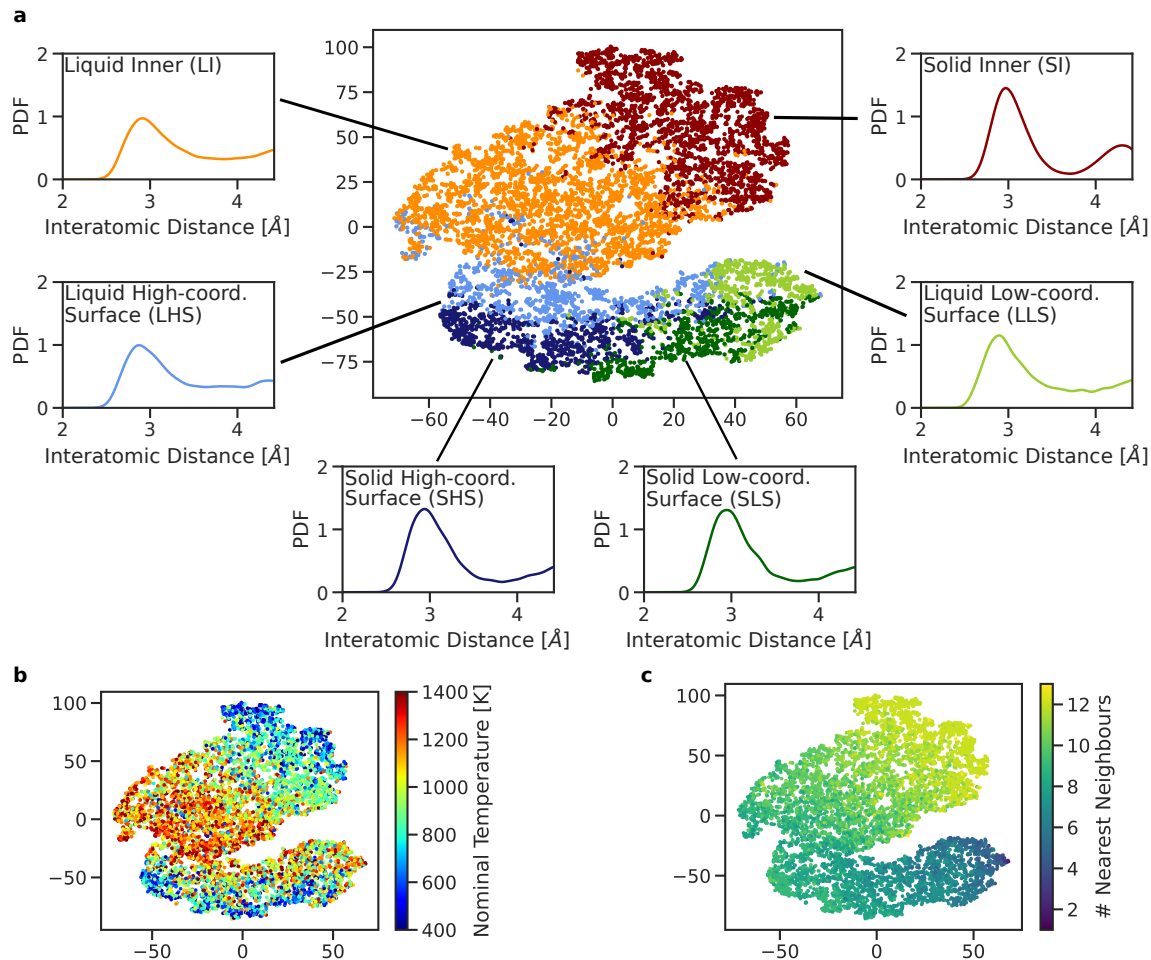 a
2
1
0
PDF
Liquid Inner (LI)
2
3
4
Interatomic Distance [Å]
100
75
50
25
0
−25
−50
−75
−60
−40
−20
0
20
40
60
2
1
0
PDF
Solid Inner (SI)
2
3
4
Interatomic Distance [Å]
2
1
0
PDF
Liquid High-coord.
Surface (LHS)
2
3
4
Interatomic Distance [Å]
2
1
0
PDF
Liquid Low-coord.
Surface (LLS)
2
3
4
Interatomic Distance [Å]
2
1
0
PDF
Solid High-coord.
Surface (SHS)
2
3
4
Interatomic Distance [Å]
2
1
0
PDF
Solid Low-coord.
Surface (SLS)
2
3
4
Interatomic Distance [Å]
b
100
50
0
−50
−50
0
50
1400
1200
1000
800
600
400
Nominal Temperature [K]
c
100
50
0
−50
−50
0
50
12
10
8
6
4
2
# Nearest Neighbours